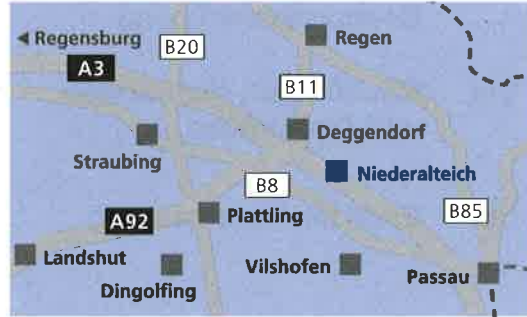 Regensburg
B20
Regen
A3
B11
Deggendorf
Straubing
Niederalteich
B8
B85
A92
Plattling
Landshut
Vilshofen
Passau
Dingolfing